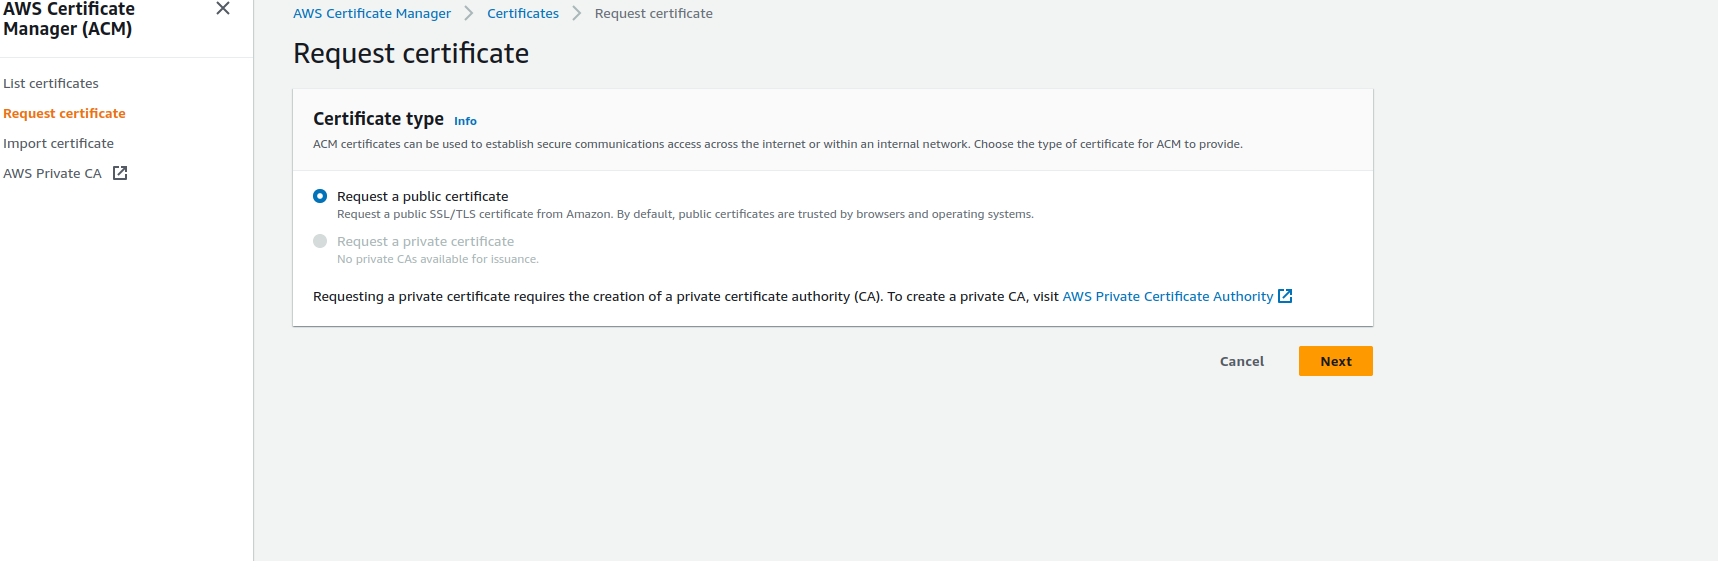 AWS Certificate
Manager (ACM)
List certificates
Request certificate
Import certificate
AWS Private CA
AWS Certificate Manager
Certificates
Request certificate
Request certificate
Certificate type Info
ACM certificates can be used to establish secure communications access across the internet or within an internal network. Choose the type of certificate for ACM to provide.
Request a public certificate
Request a public SSL/TLS certificate from Amazon. By default, public certificates are trusted by browsers and operating systems.
Request a private certificate
No private CAs available for issuance.
Requesting a private certificate requires the creation of a private certificate authority (CA). To create a private CA, visit AWS Private Certificate Authority
Cancel
Next